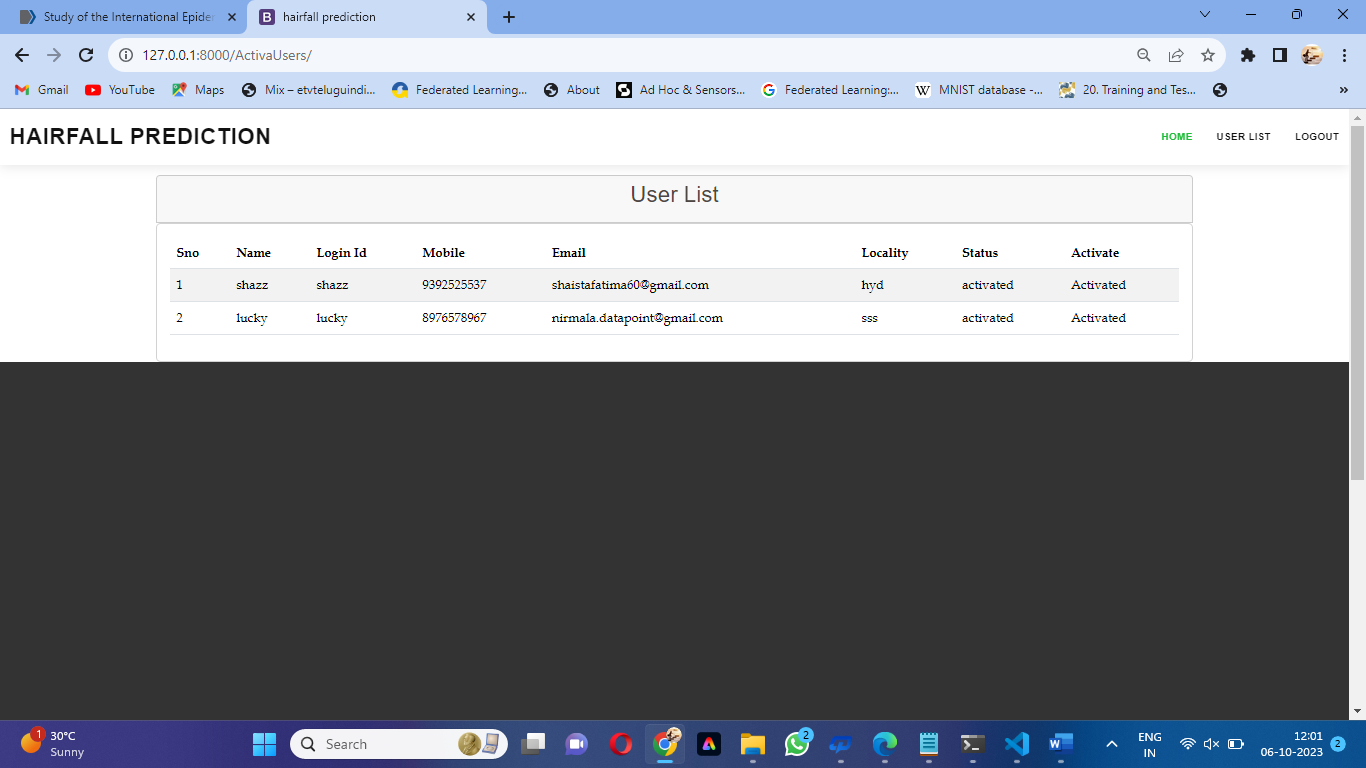 Study of the International Epide
hairfall prediction
127.0.0.1:8000/ActivaUsers/
Gmail YouTube Maps Mix – etvteluguindi... Federated Learning... About Ad Hoc & Sensors... Federated Learning:... MNIST database -... 20. Training and Tes... »
HAIRFALL PREDICTION HOME USER LIST LOGOUT
User List
Sno Name Login Id Mobile Email Locality Status Activate
1 shazz shazz 9392525537 shaistafatima60@gmail.com hyd activated Activated
2 lucky lucky 8976578967 nirmala.datapoint@gmail.com sss activated Activated
1
30°C
Sunny
Search
2
ENG
IN
12:01
06-10-2023
2